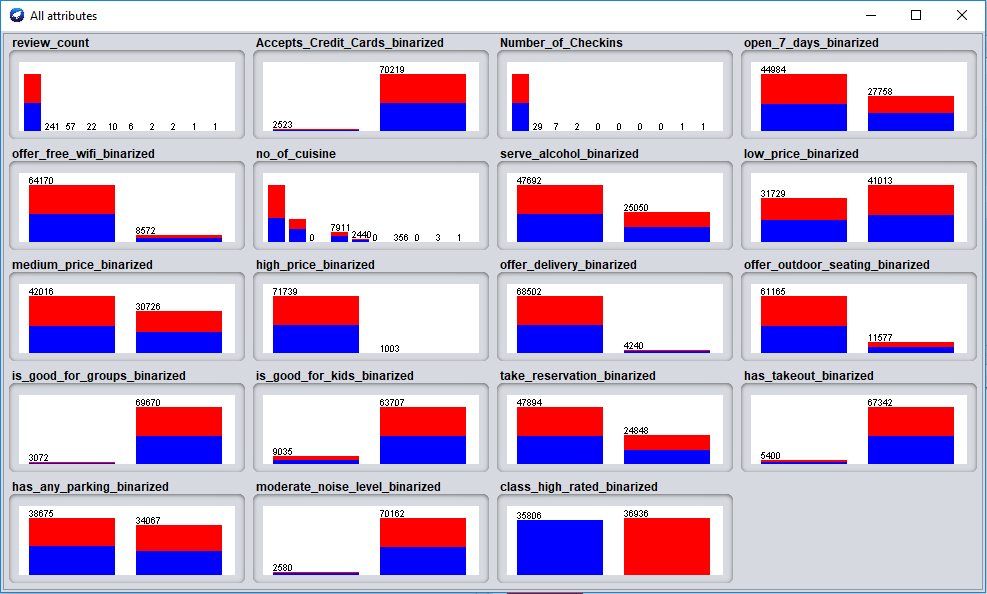 All attributes
review_count Accepts_Credit_Cards_binarized Number_of_Checkins open_7_days_binarized
241 57 22 10 6 2 2 1 1
2523 70219
29 7 2 0 0 0 0 1 1
44984 27758
offer_free_wifi_binarized no_of_cuisine serve_alcohol_binarized low_price_binarized
64170 8572
0 7911 2440 0 356 0 3 1
47692 25050
31729 41013
medium_price_binarized high_price_binarized offer_delivery_binarized offer_outdoor_seating_binarized
42016 30726
71739 1003
68502 4240
61165 11577
is_good_for_groups_binarized is_good_for_kids_binarized take_reservation_binarized has_takeout_binarized
3072 69670
9035 63707
47894 24848
5400 67342
has_any_parking_binarized moderate_noise_level_binarized class_high_rated_binarized
38675 34067
2580 70162
35806 36936